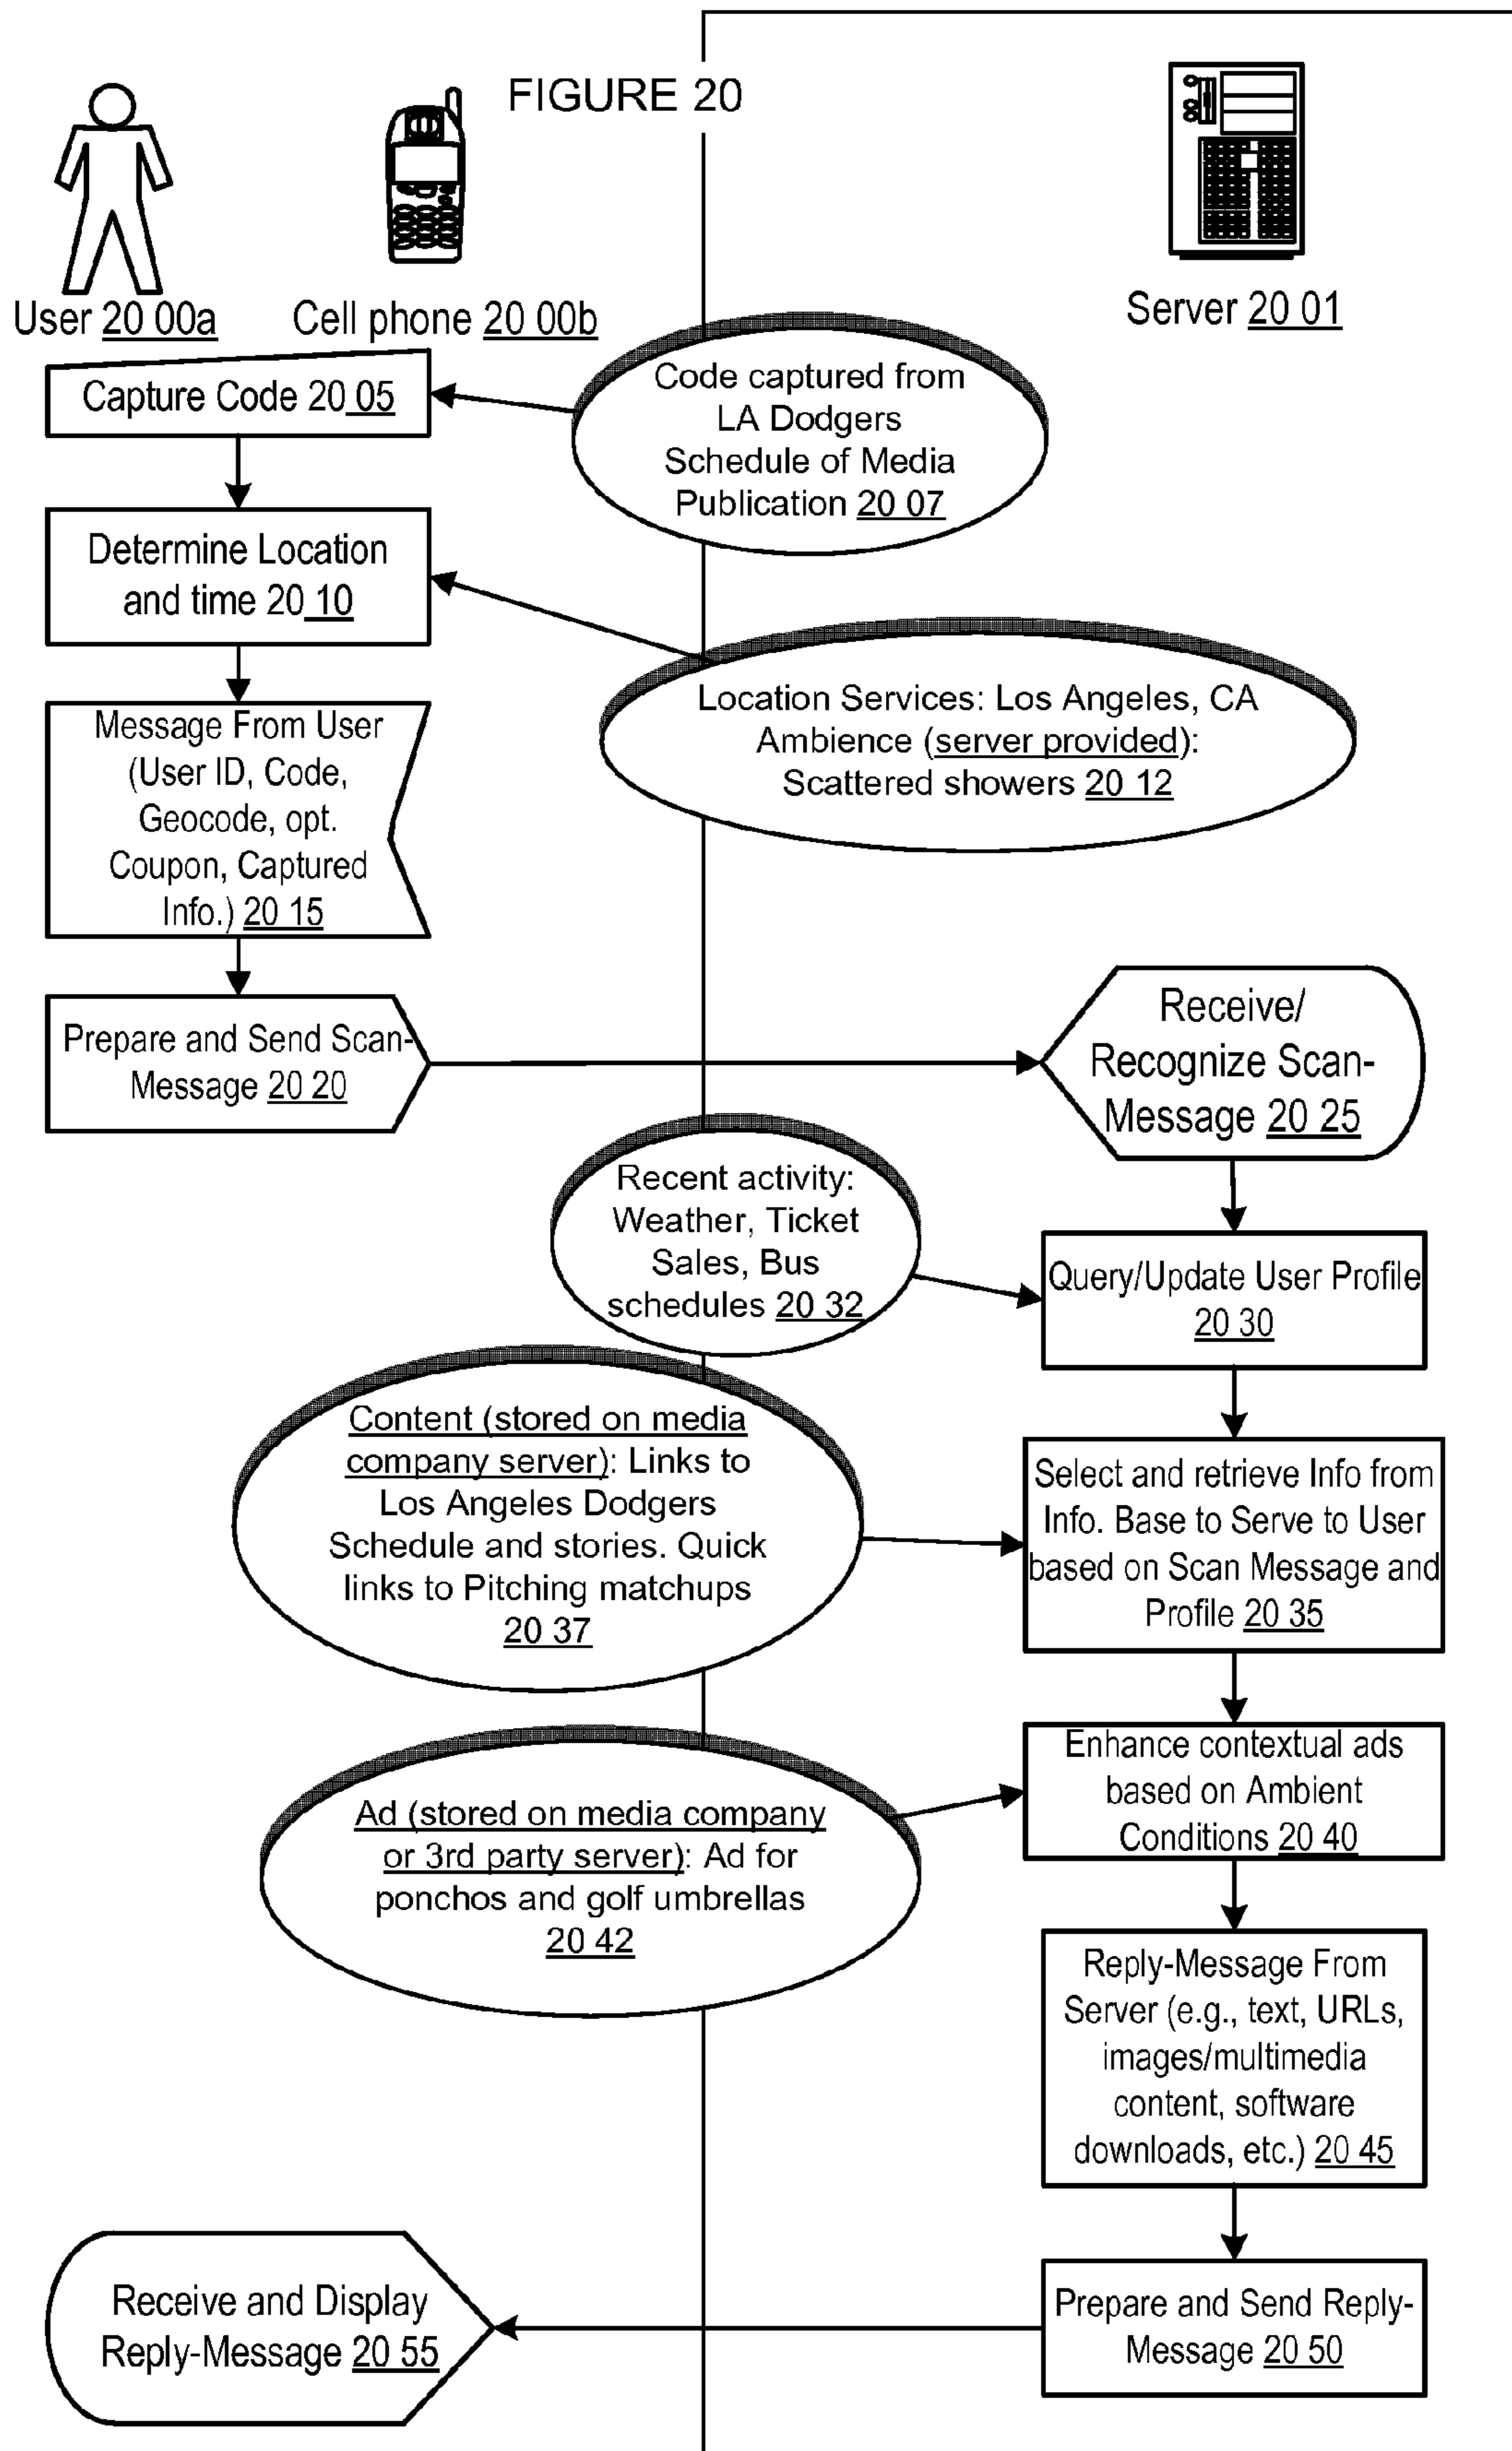 FIGURE 20
User 20 00a
Cell phone 20 00b
Server 20 01
Capture Code 20 05
Code captured from
LA Dodgers
Schedule of Media
Publication 20 07
Determine Location
and time 20 10
Location Services: Los Angeles, CA
Ambience (server provided):
Scattered showers 20 12
Message From User
(User ID, Code,
Geocode, opt.
Coupon, Captured
Info.) 20 15
Prepare and Send Scan-
Message 20 20
Receive/
Recognize Scan-
Message 20 25
Recent activity:
Weather, Ticket
Sales, Bus
schedules 20 32
Query/Update User Profile
20 30
Content (stored on media
company server): Links to
Los Angeles Dodgers
Schedule and stories. Quick
links to Pitching matchups
20 37
Select and retrieve Info from
Info. Base to Serve to User
based on Scan Message and
Profile 20 35
Ad (stored on media company
or 3rd party server): Ad for
ponchos and golf umbrellas
20 42
Enhance contextual ads
based on Ambient
Conditions 20 40
Reply-Message From
Server (e.g., text, URLs,
images/multimedia
content, software
downloads, etc.) 20 45
Prepare and Send Reply-
Message 20 50
Receive and Display
Reply-Message 20 55